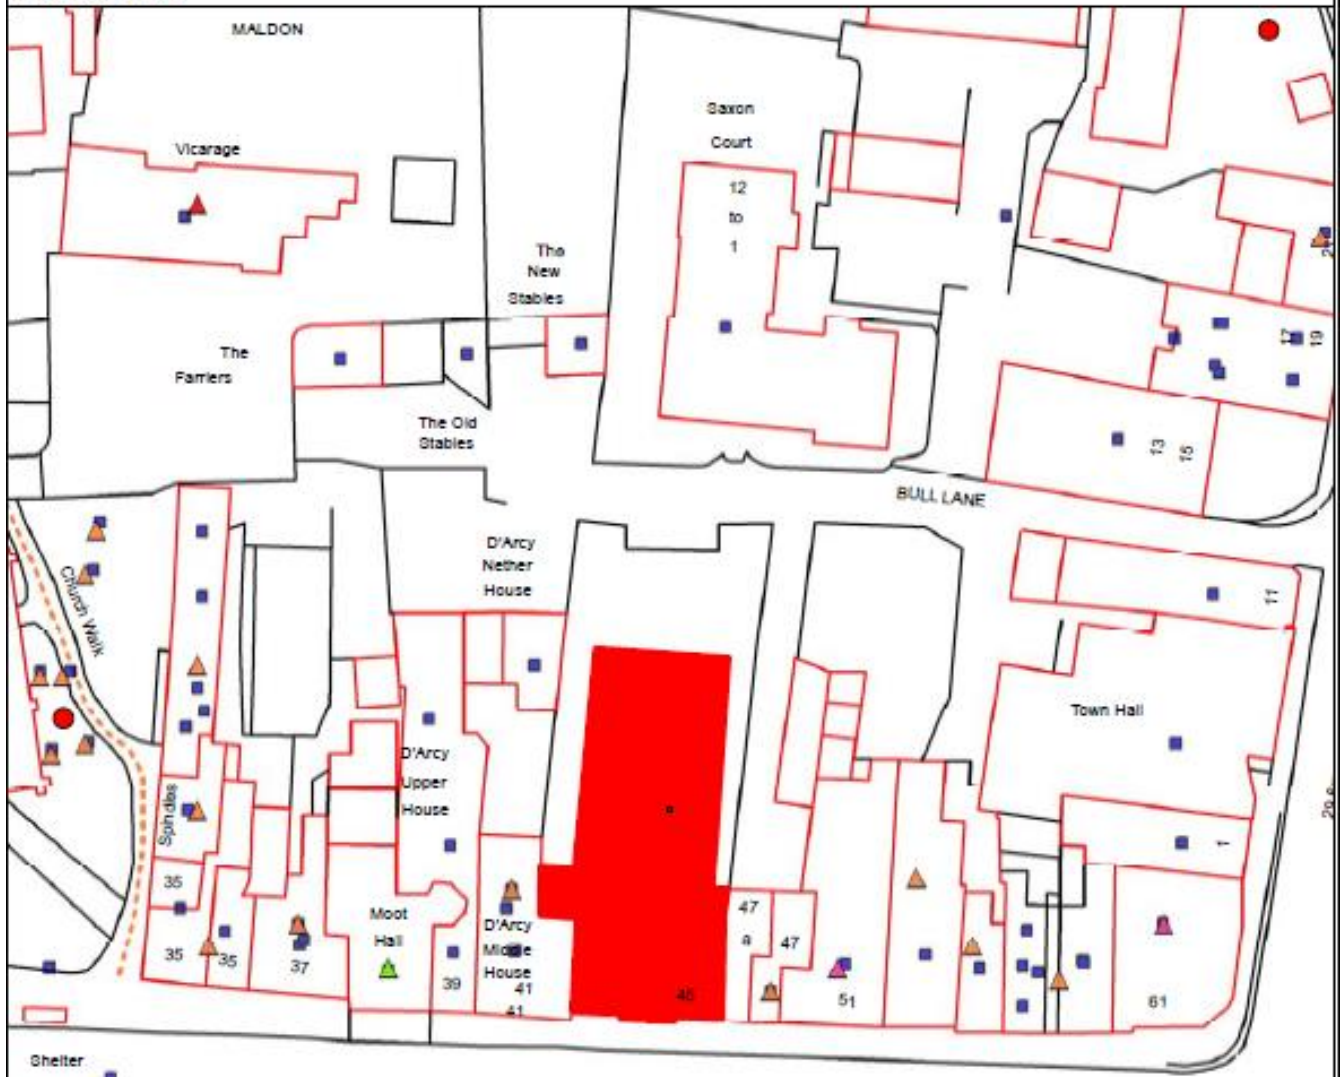 MALDON
Vicarage
Saxon
Court
12
to
1
The
New
Stables
The
Farriers
The Old
Stables
17
19
13
15
BULL LANE
D'Arcy
Nether
House
Church Walk
11
Town Hall
D'Arcy
Upper
House
Spindles
1
35
Moot
Hall
47
a
47
D'Arcy
Middle
House
35
35
37
39
41
41
45
51
61
Shelter